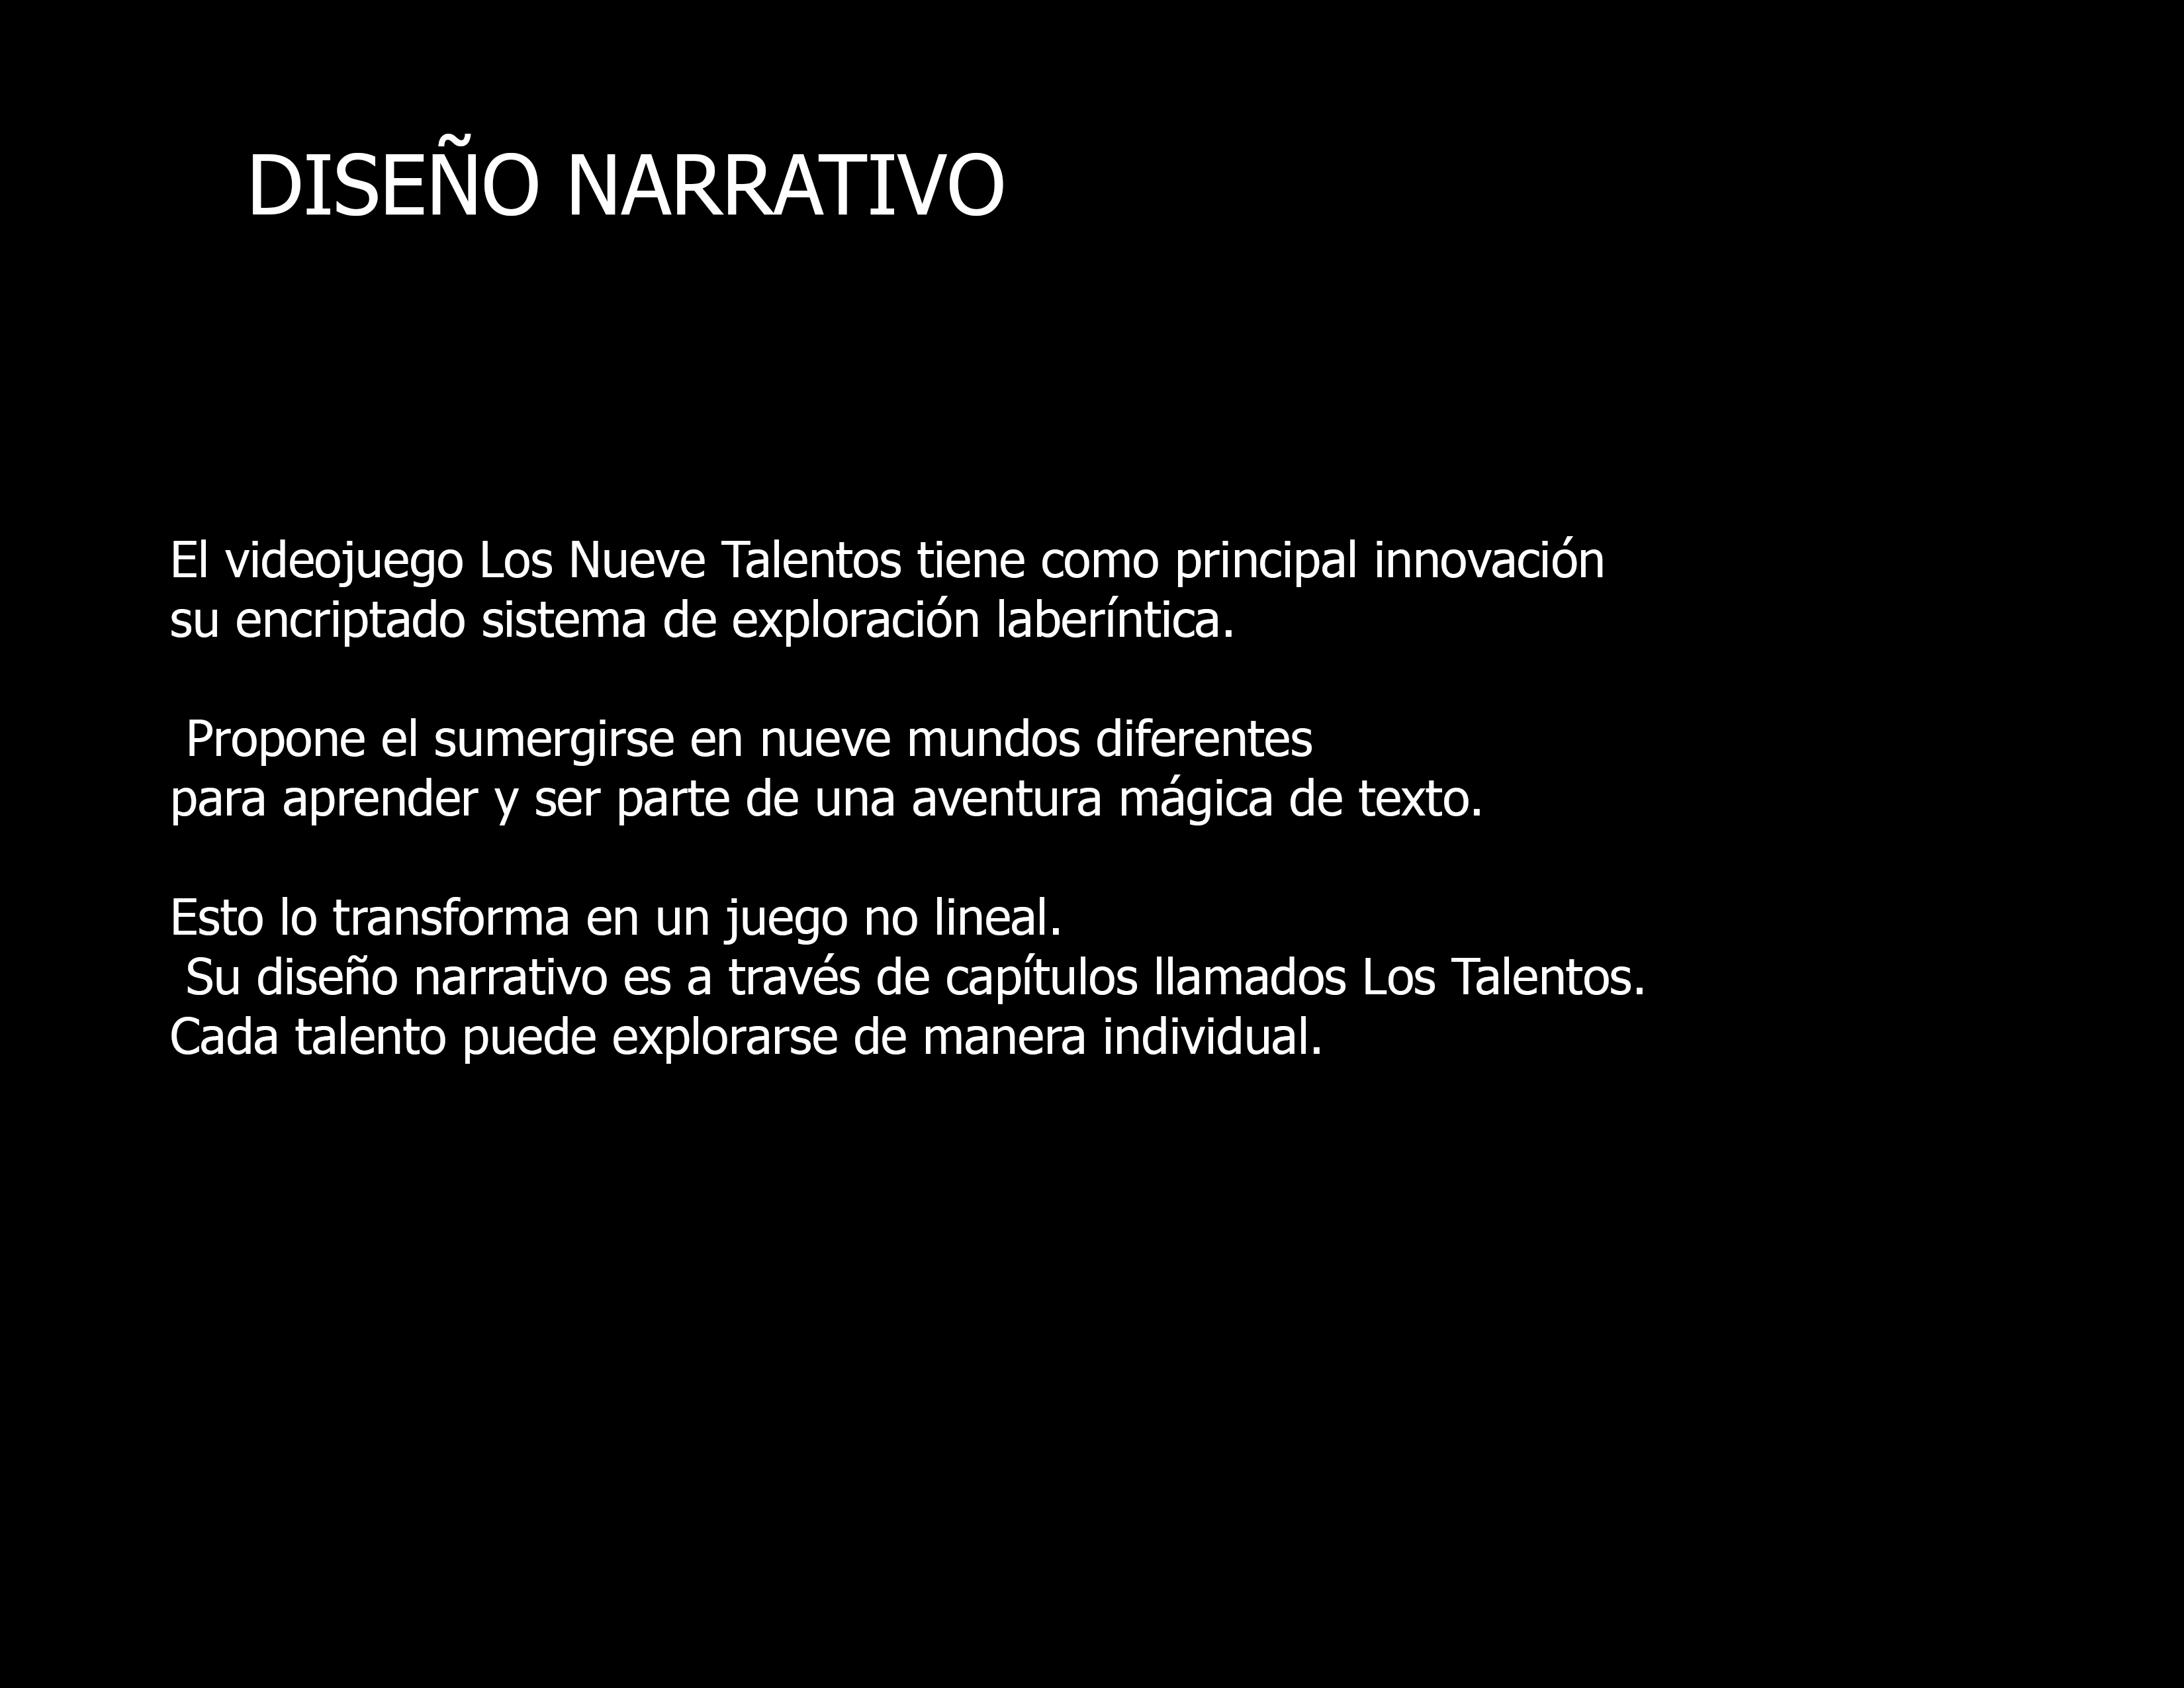 DISEÑO NARRATIVO
El videojuego Los Nueve Talentos tiene como principal innovación
su encriptado sistema de exploración laberíntica.
Propone el sumergirse en nueve mundos diferentes
para aprender y ser parte de una aventura mágica de texto.
Esto lo transforma en un juego no lineal.
Su diseño narrativo es a través de capítulos llamados Los Talentos.
Cada talento puede explorarse de manera individual.